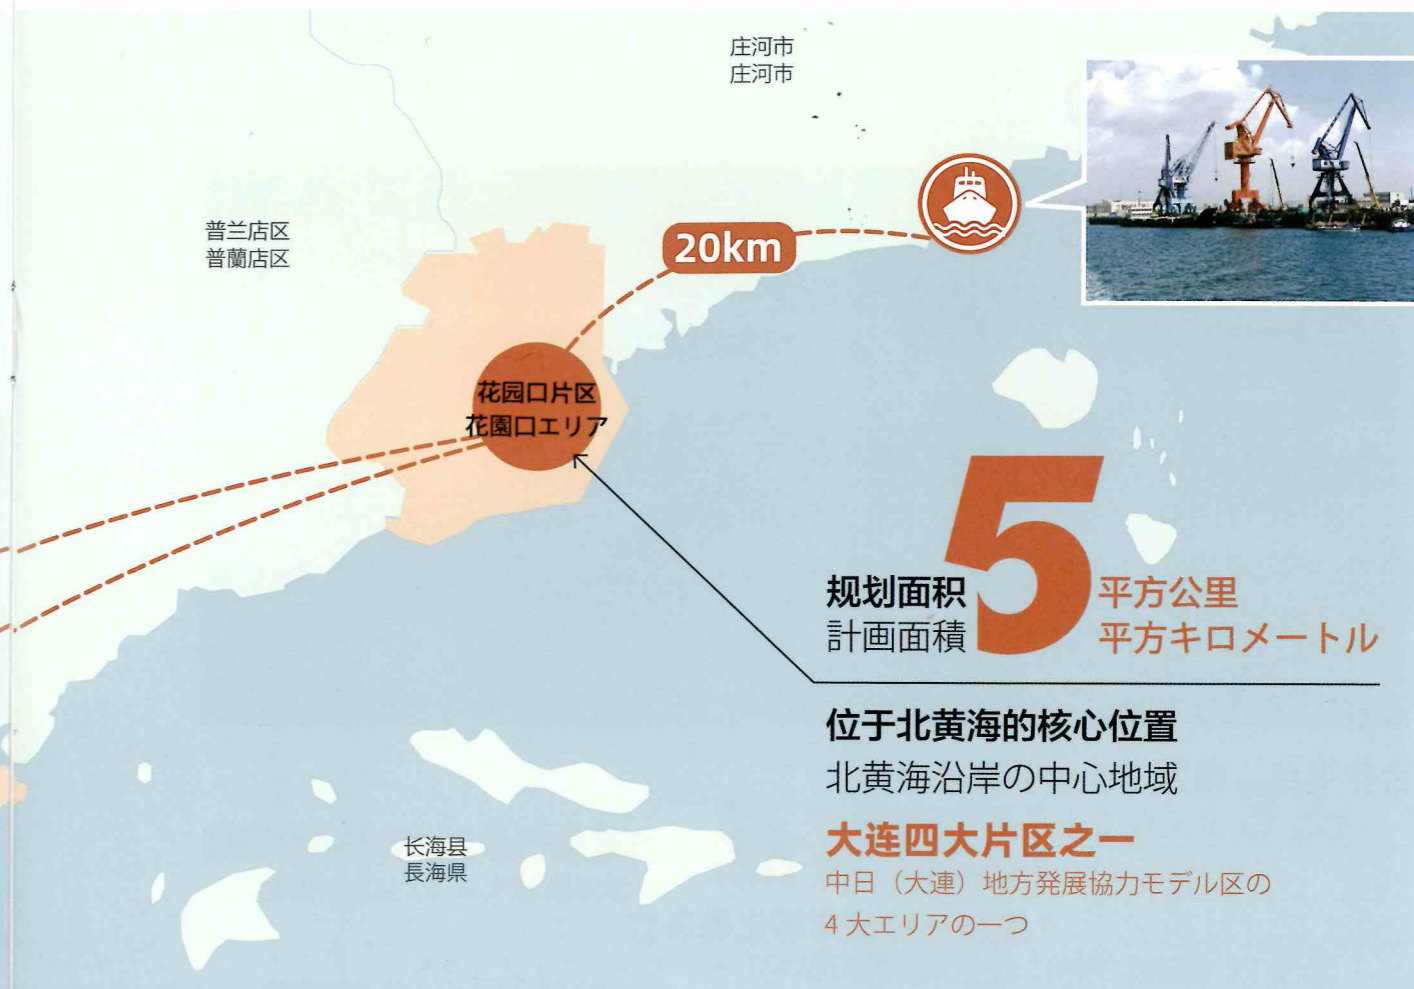 庄河市
庄河市
普兰店区
普蘭店区
20km
花园口片区
花園口エリア
规划面积
計画面積
5
平方公里
平方キロメートル
位于北黄海的核心位置
北黄海沿岸の中心地域
大连四大片区之一
中日（大連）地方発展協力モデル区の
4 大エリアの一つ
长海县
長海県